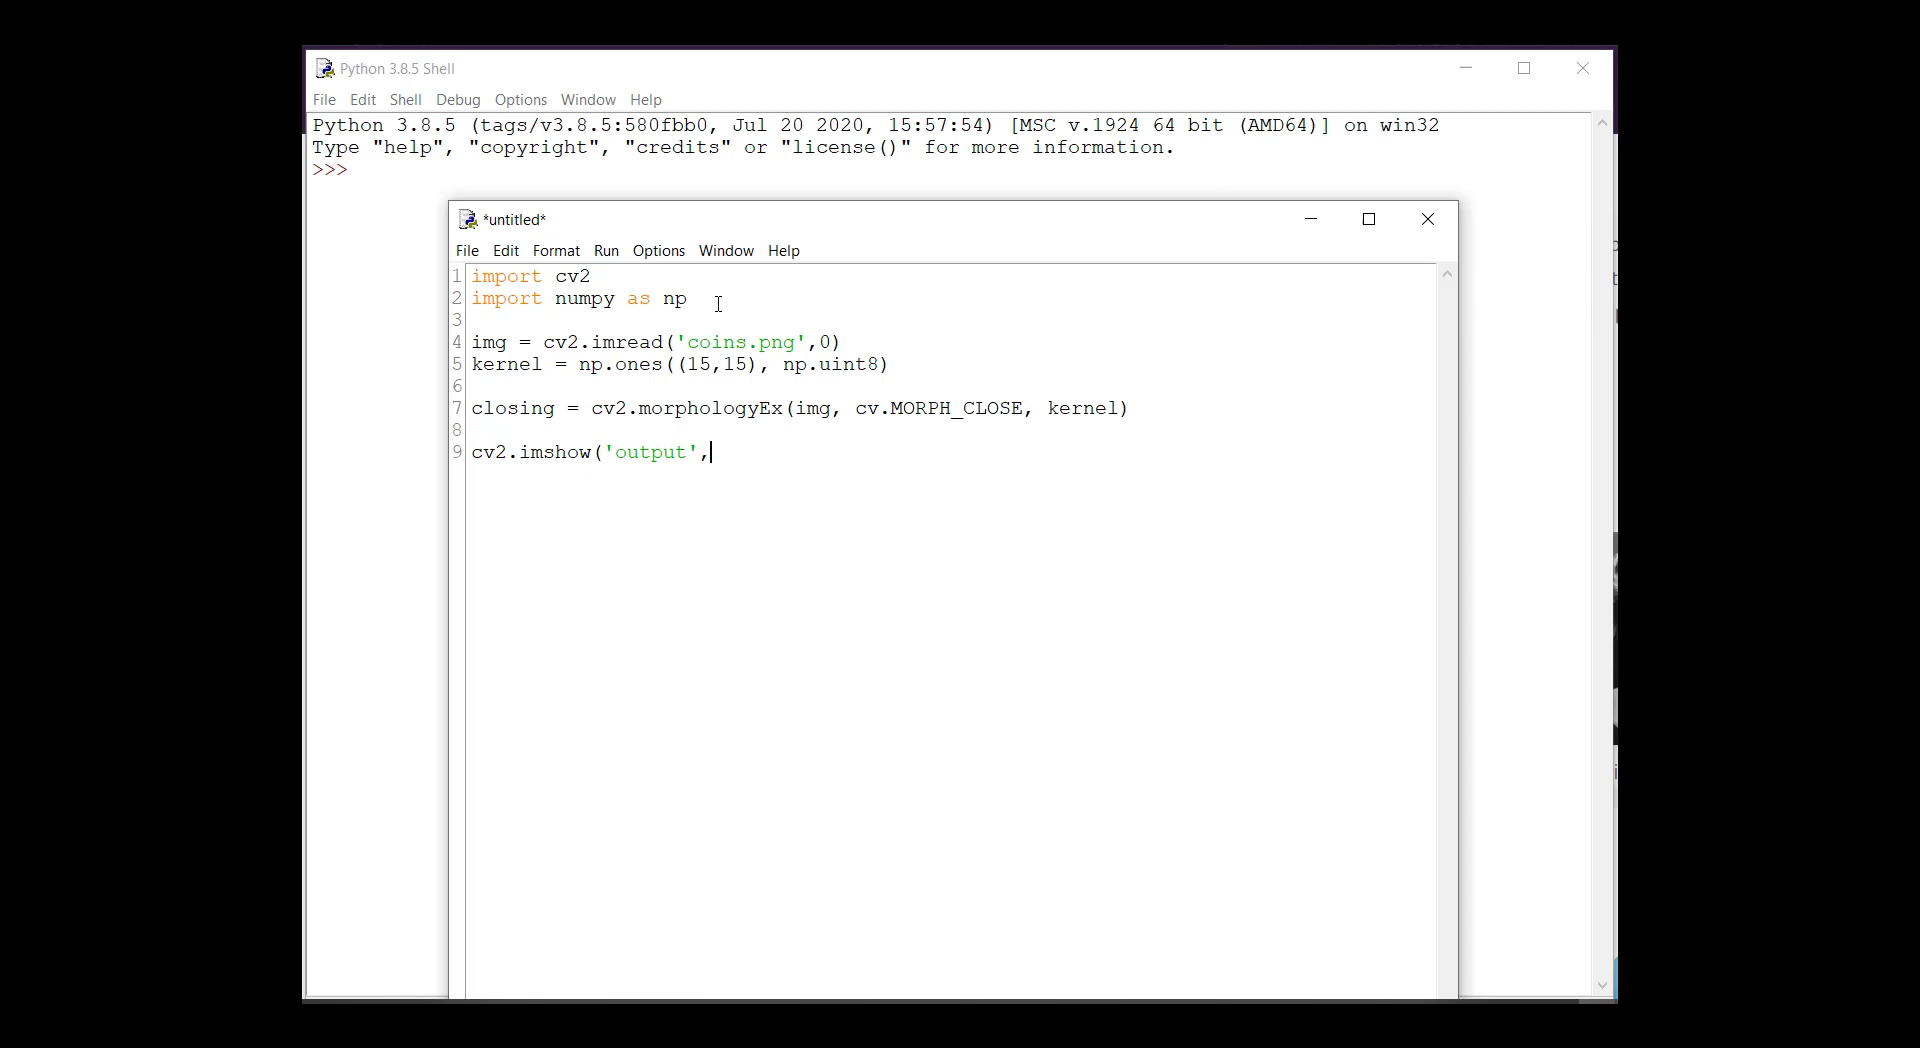 Python 3.8.5 Shell
File Edit Shell Debug Options Window Help
Python 3.8.5 (tags/v3.8.5:580fbb0, Jul 20 2020, 15:57:54) [MSC v.1924 64 bit (AMD64)] on win32
Type "help", "copyright", "credits" or "license()" for more information.
>>>
*untitled*
File Edit Format Run Options Window Help
1 import cv2
2 import numpy as np
3
4 img = cv2.imread('coins.png',0)
5 kernel = np.ones((15,15), np.uint8)
6
7 closing = cv2.morphologyEx(img, cv.MORPH_CLOSE, kernel)
8
9 cv2.imshow('output',